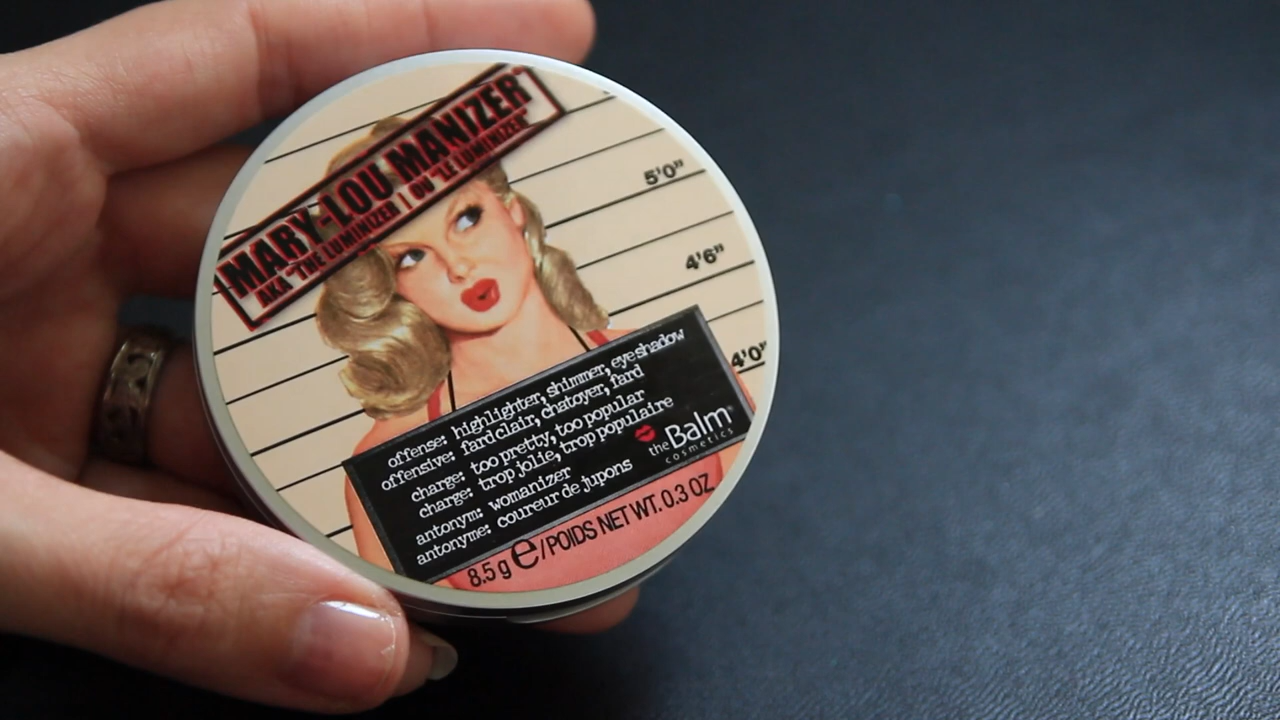 MARY-LOU MANIZER
AKA "THE LUMINIZER | OU "LE LUMINIZER"
5'0"
4'6"
4'0"
offense: highlighter, shimmer, eyeshadow
offensive: fard clair, chatoyer, fard
charge: too pretty, too popular
charge: trop jolie, trop populaire
antonym: womanizer
antonyme: coureur de jupons
theBalm®
cosmetics
8.5 g e/POIDS NET WT. 0.3 OZ.